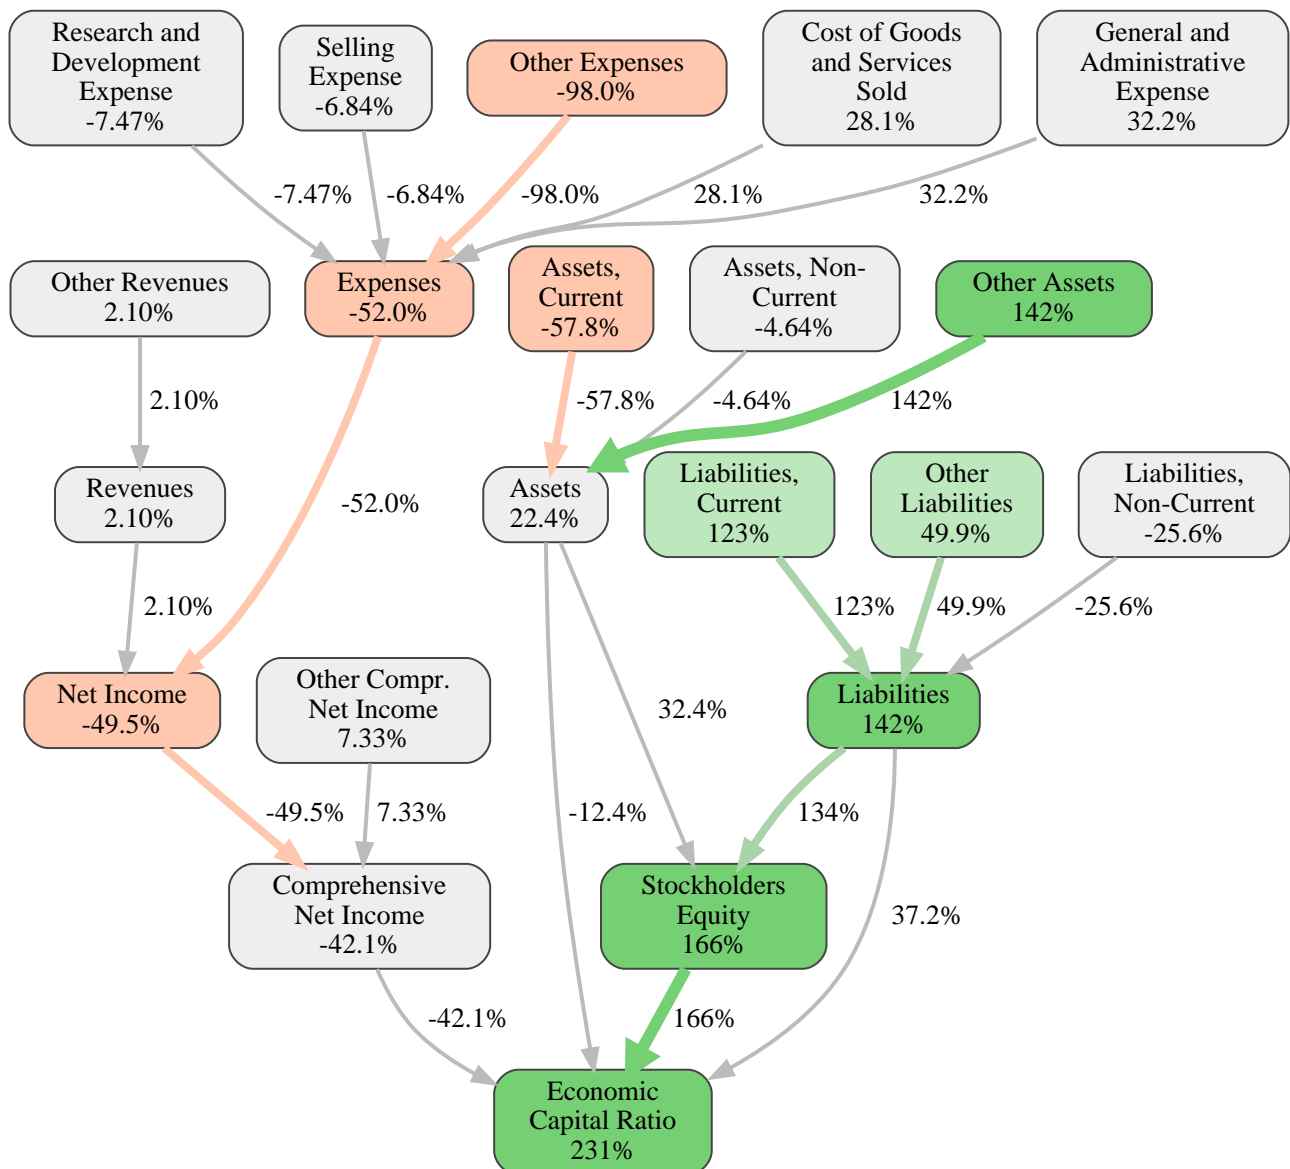 Research and
Development
Expense
-7.47%
Selling
Expense
-6.84%
Other Expenses
-98.0%
Cost of Goods
and Services
Sold
28.1%
General and
Administrative
Expense
32.2%
-7.47%
-6.84%
-98.0%
28.1%
32.2%
Other Revenues
2.10%
Expenses
-52.0%
Assets,
Current
-57.8%
Assets, Non-
Current
-4.64%
Other Assets
142%
2.10%
-57.8%
-4.64%
142%
Revenues
2.10%
-52.0%
Assets
22.4%
Liabilities,
Current
123%
Other
Liabilities
49.9%
Liabilities,
Non-Current
-25.6%
2.10%
123%
49.9%
-25.6%
Net Income
-49.5%
Other Compr.
Net Income
7.33%
32.4%
Liabilities
142%
-49.5%
7.33%
-12.4%
134%
Comprehensive
Net Income
-42.1%
Stockholders
Equity
166%
37.2%
-42.1%
166%
Economic
Capital Ratio
231%